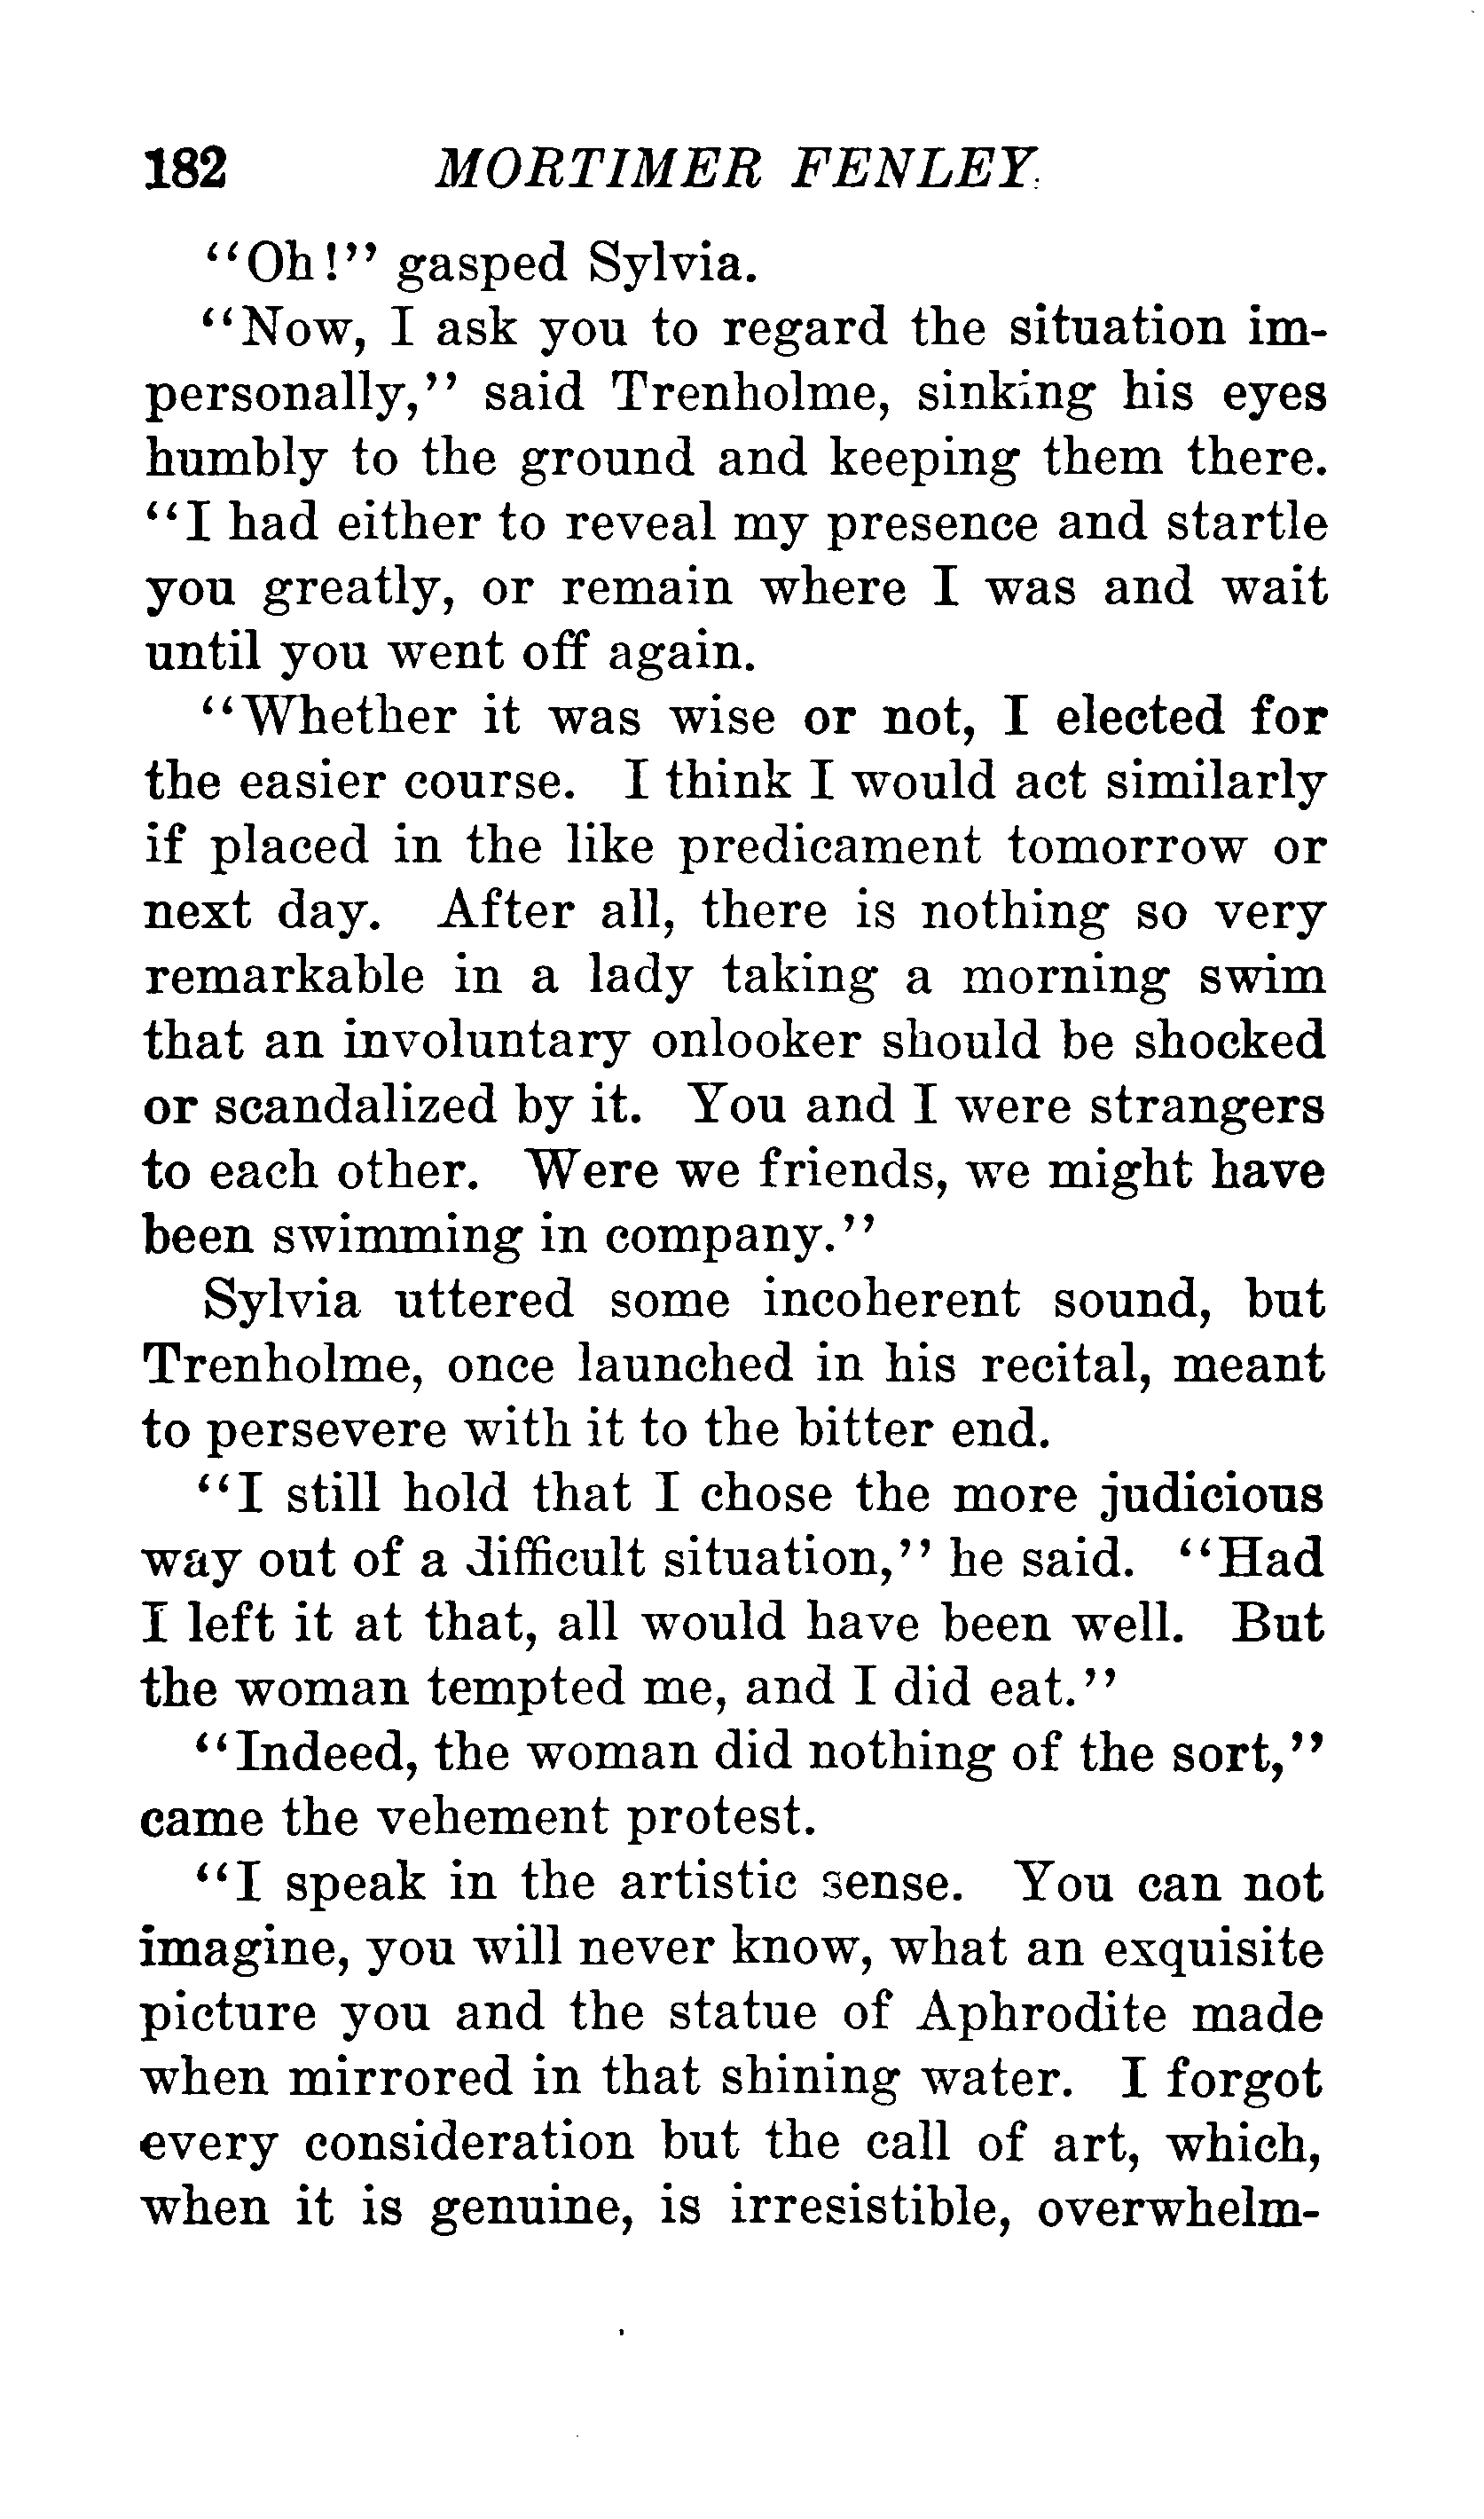 182 MORTIMER FENLEY
"Oh!" gasped Sylvia.
"Now, I ask you to regard the situation im-
personally," said Trenholme, sinking his eyes
humbly to the ground and keeping them there.
"I had either to reveal my presence and startle
you greatly, or remain where I was and wait
until you went off again.
"Whether it was wise or not, I elected for
the easier course. I think I would act similarly
if placed in the like predicament tomorrow or
next day. After all, there is nothing so very
remarkable in a lady taking a morning swim
that an involuntary onlooker should be shocked
or scandalized by it. You and I were strangers
to each other. Were we friends, we might have
been swimming in company."
Sylvia uttered some incoherent sound, but
Trenholme, once launched in his recital, meant
to persevere with it to the bitter end.
"I still hold that I chose the more judicious
way out of a difficult situation," he said. "Had
I left it at that, all would have been well. But
the woman tempted me, and I did eat."
"Indeed, the woman did nothing of the sort,"
came the vehement protest.
"I speak in the artistic sense. You can not
imagine, you will never know, what an exquisite
picture you and the statue of Aphrodite made
when mirrored in that shining water. I forgot
every consideration but the call of art, which,
when it is genuine, is irresistible, overwhelm-